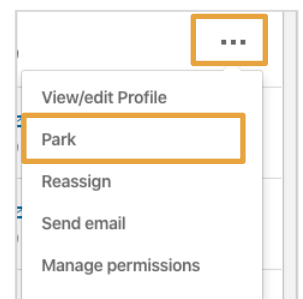 ...
View/edit Profile
Park
Reassign
Send email
Manage permissions